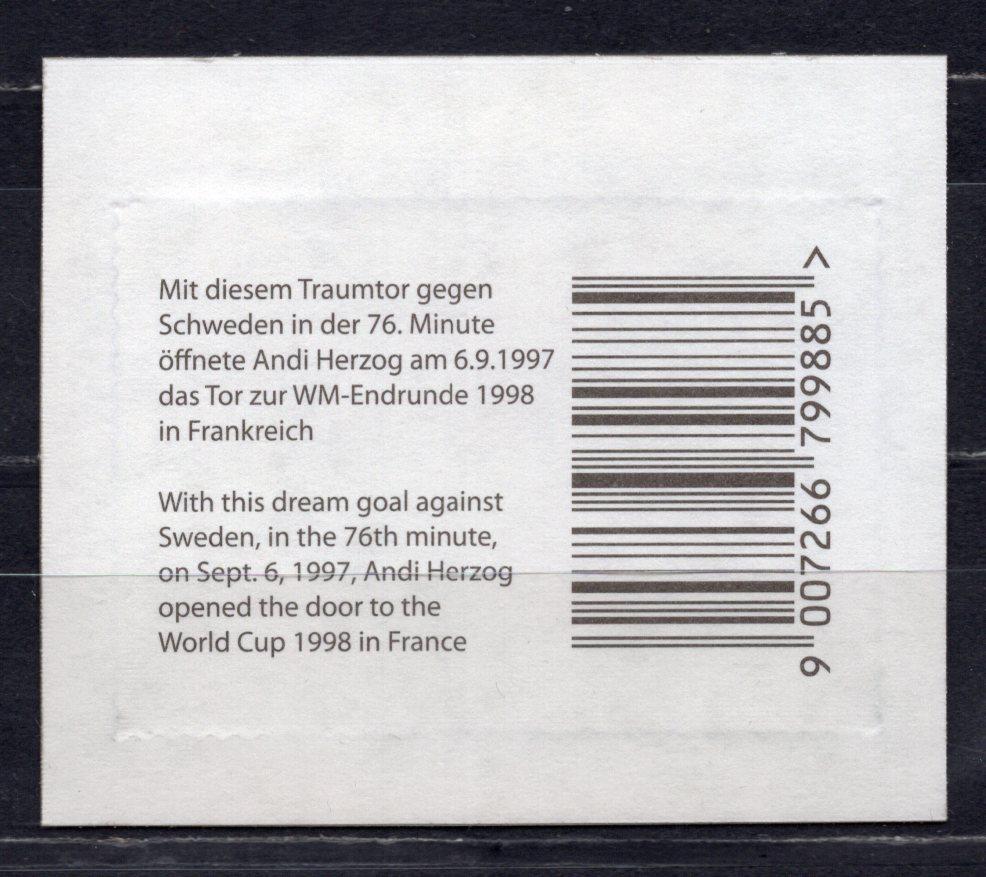 Mit diesem Traumtor gegen
Schweden in der 76. Minute
öffnete Andi Herzog am 6.9.1997
das Tor zur WM-Endrunde 1998
in Frankreich
With this dream goal against
Sweden, in the 76th minute,
on Sept. 6, 1997, Andi Herzog
opened the door to the
World Cup 1998 in France
9 007266 799885 >